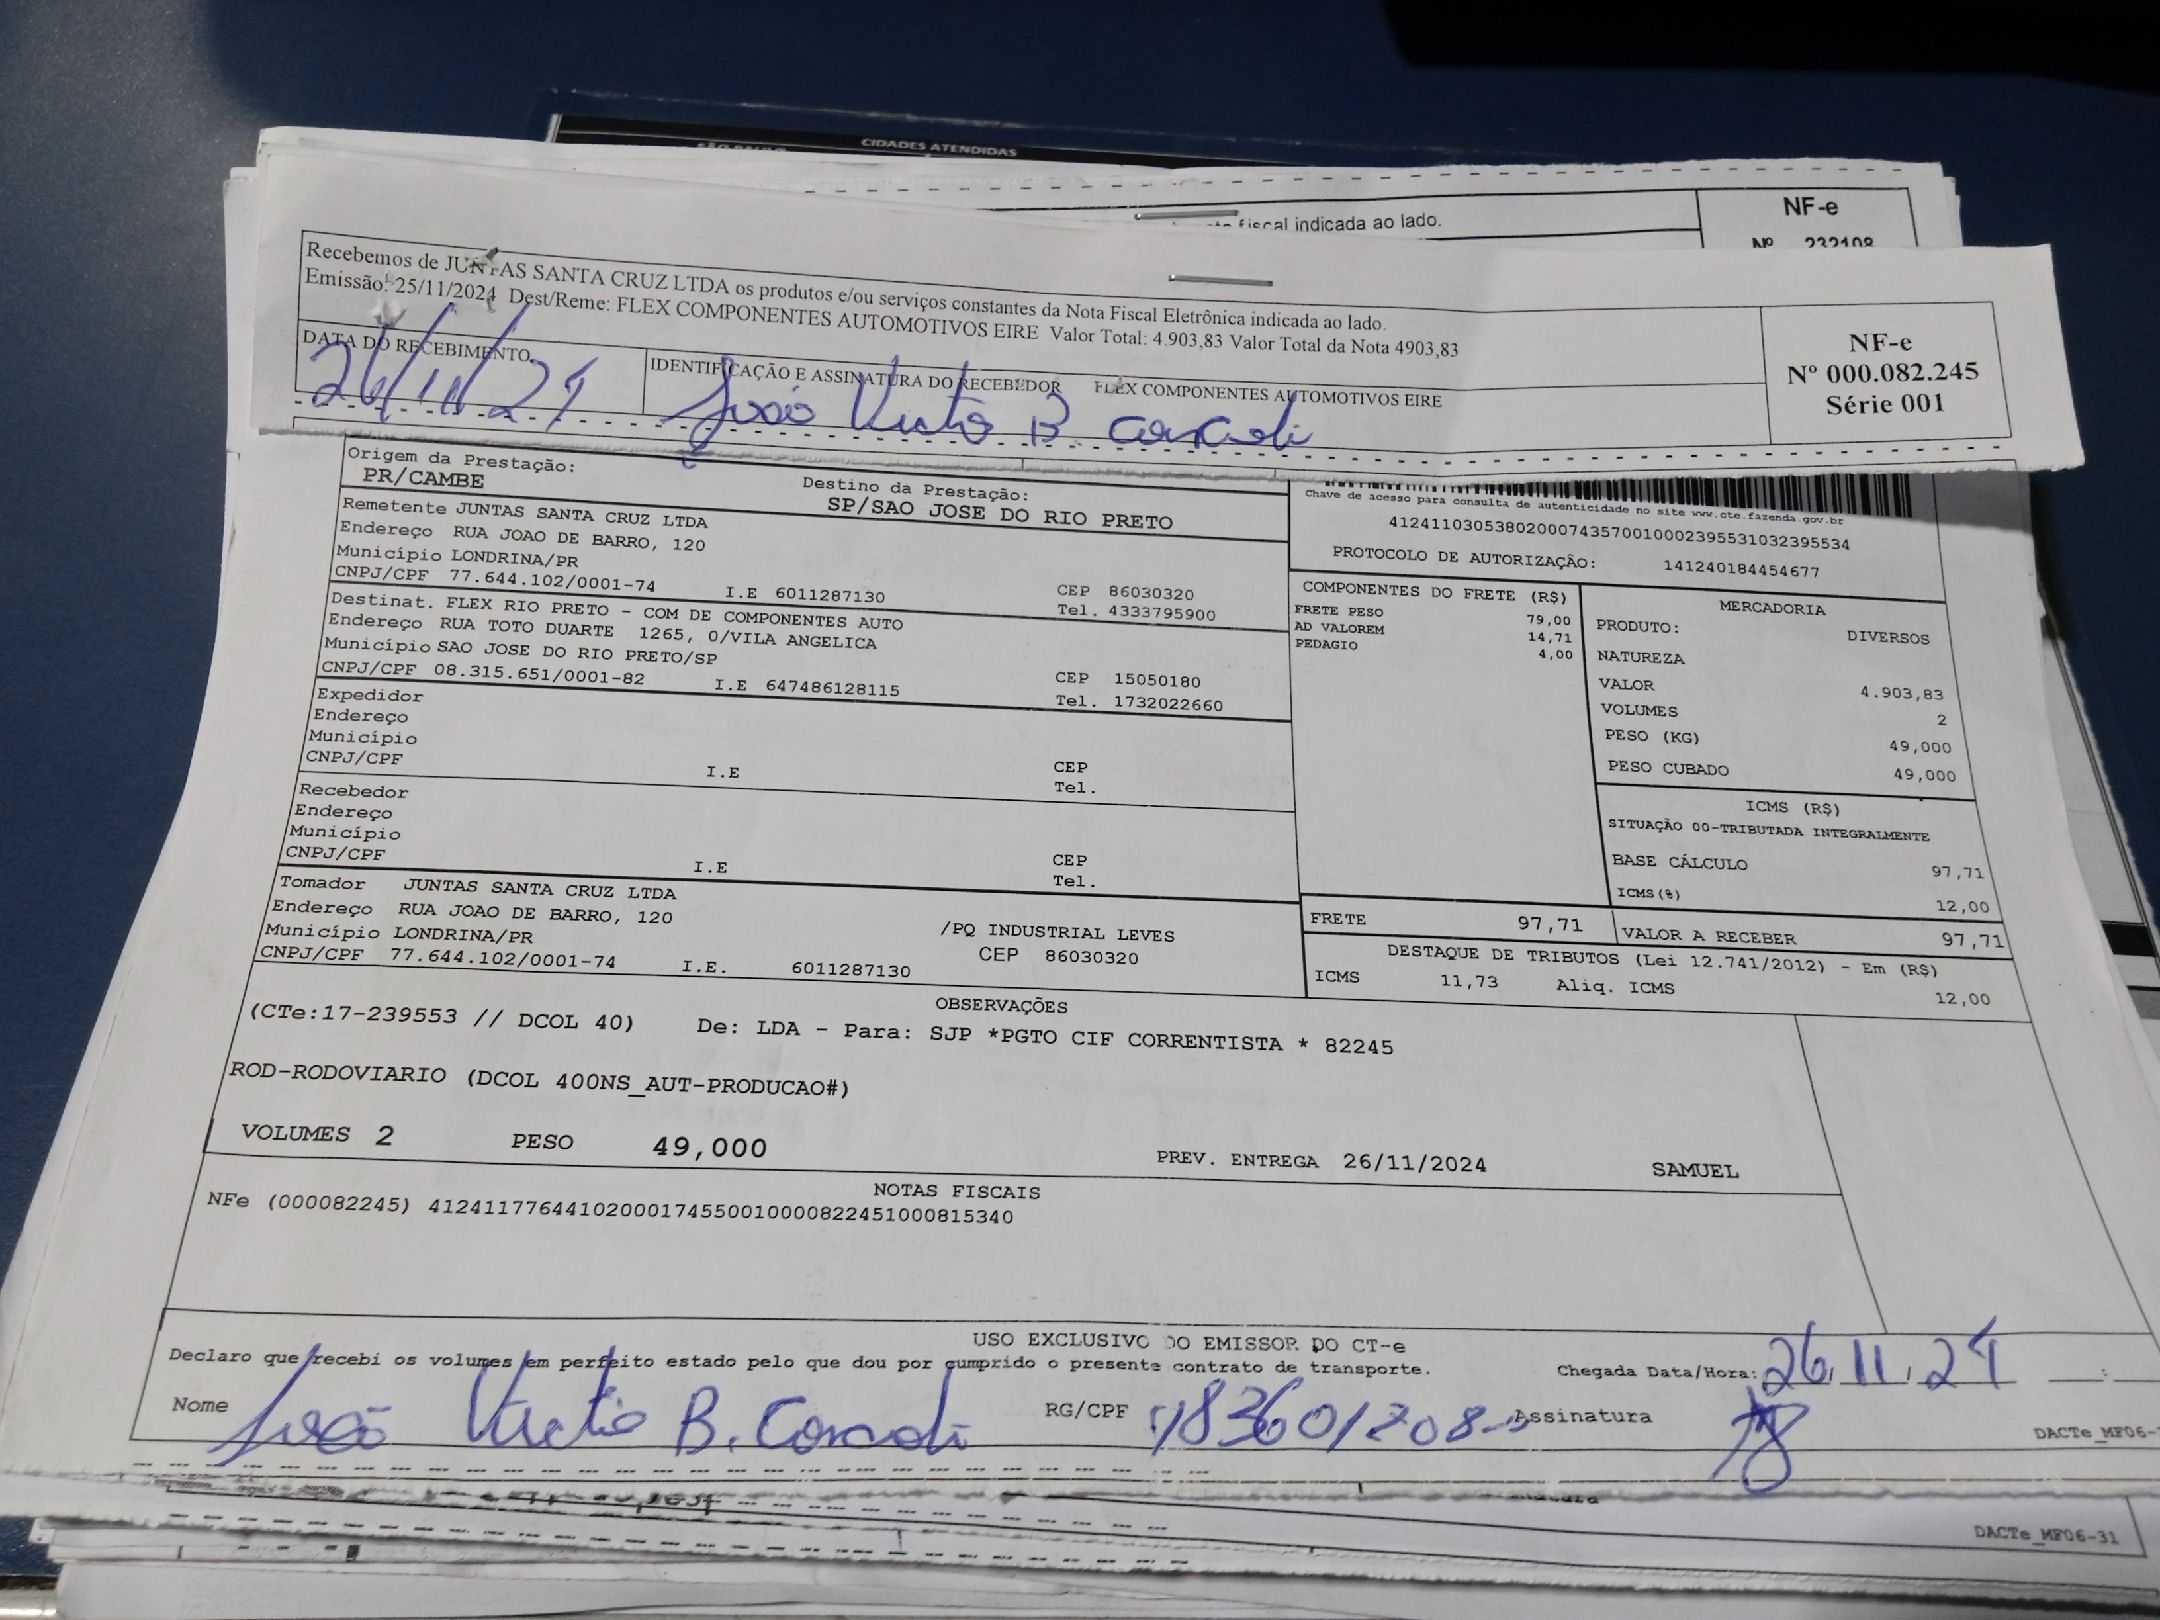 CIDADES ATENDIDAS
fiscal indicada ao lado.
NF-e
Nº 232108
Recebemos de JUNTAS SANTA CRUZ LTDA os produtos e/ou serviços constantes da Nota Fiscal Eletrônica indicada ao lado.
Emissão: 25/11/2024 Dest/Reme: FLEX COMPONENTES AUTOMOTIVOS EIRE Valor Total: 4.903,83 Valor Total da Nota 4903,83
DATA DO RECEBIMENTO
26/11/24
IDENTIFICAÇÃO E ASSINATURA DO RECEBEDOR FLEX COMPONENTES AUTOMOTIVOS EIRE
João B.
NF-e
Nº 000.082.245
Série 001
Origem da Prestação:
PR/CAMBE
Destino da Prestação:
SP/SAO JOSE DO RIO PRETO
Remetente JUNTAS SANTA CRUZ LTDA
Endereço RUA JOAO DE BARRO, 120
Município LONDRINA/PR
CNPJ/CPF 77.644.102/0001-74 I.E 6011287130
CEP 86030320
Tel. 4333795900
Destinat. FLEX RIO PRETO - COM DE COMPONENTES AUTO
Endereço RUA TOTO DUARTE 1265, 0/VILA ANGELICA
Município SAO JOSE DO RIO PRETO/SP
CNPJ/CPF 08.315.651/0001-82 I.E 647486128115
CEP 15050180
Tel. 1732022660
Expedidor
Endereço
Município
CNPJ/CPF I.E
CEP
Tel.
Recebedor
Endereço
Município
CNPJ/CPF I.E
CEP
Tel.
Tomador JUNTAS SANTA CRUZ LTDA
Endereço RUA JOAO DE BARRO, 120 /PQ INDUSTRIAL LEVES
Município LONDRINA/PR CEP 86030320
CNPJ/CPF 77.644.102/0001-74 I.E. 6011287130
Chave de acesso para consulta de autenticidade no site www.cte.fazenda.gov.br
41241103053802000743570010002395531032395534
PROTOCOLO DE AUTORIZAÇÃO: 141240184454677
COMPONENTES DO FRETE (R$)
FRETE PESO 79,00
AD VALOREM 14,71
PEDAGIO 4,00
MERCADORIA
PRODUTO: DIVERSOS
NATUREZA
VALOR 4.903,83
VOLUMES 2
PESO (KG) 49,000
PESO CUBADO 49,000
ICMS (R$)
SITUAÇÃO 00-TRIBUTADA INTEGRALMENTE
BASE CÁLCULO 97,71
ICMS(%) 12,00
FRETE 97,71 VALOR A RECEBER 97,71
DESTAQUE DE TRIBUTOS (Lei 12.741/2012) - Em (R$)
ICMS 11,73 Aliq. ICMS 12,00
OBSERVAÇÕES
(CTe:17-239553 // DCOL 40) De: LDA - Para: SJP *PGTO CIF CORRENTISTA * 82245
ROD-RODOVIARIO (DCOL 400NS_AUT-PRODUCAO#)
VOLUMES 2 PESO 49,000 PREV. ENTREGA 26/11/2024 SAMUEL
NOTAS FISCAIS
NFe (000082245) 41241177644102000174550010000822451000815340
USO EXCLUSIVO DO EMISSOR DO CT-e
Declaro que recebi os volumes em perfeito estado pelo que dou por cumprido o presente contrato de transporte.
Chegada Data/Hora: 26/11/24 :
Nome João B.
RG/CPF
Assinatura
DACTe_MF06-
DACTe_MF06-31